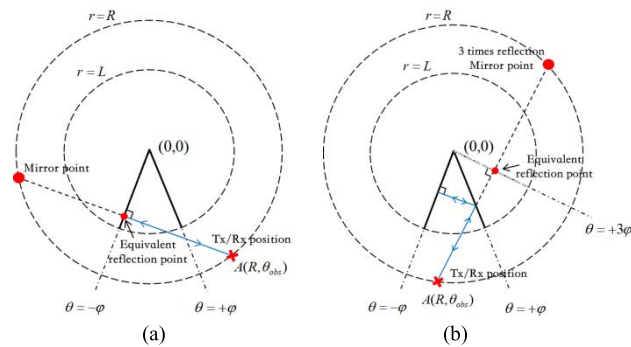 r = R
r = L
(0,0)
Mirror point
Equivalent
reflection point
Tx/Rx position
A(R,θobs)
θ = −φ
θ = +φ
(a)
r = R
3 times reflection
Mirror point
r = L
(0,0)
Equivalent
reflection point
θ = +3φ
Tx/Rx position
A(R,θobs)
θ = −φ
θ = +φ
(b)